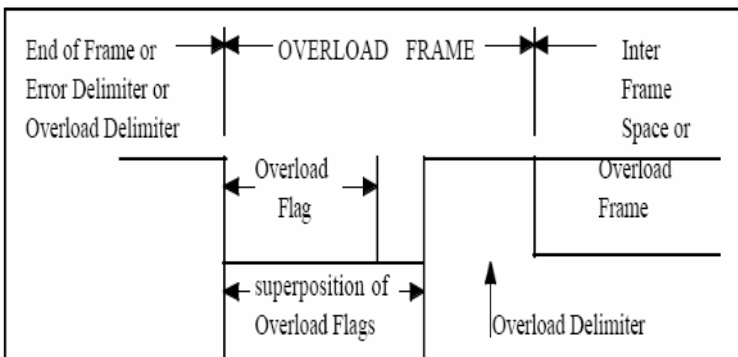 End of Frame or
Error Delimiter or
Overload Delimiter
OVERLOAD FRAME
Inter
Frame
Space or
Overload
Frame
Overload
Flag
superposition of
Overload Flags
Overload Delimiter